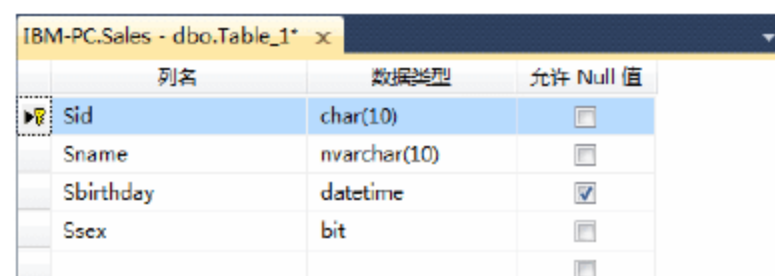 IBM-PC.Sales - dbo.Table_1* x
列名 数据类型 允许 Null 值
Sid char(10)
Sname nvarchar(10)
Sbirthday datetime
Ssex bit